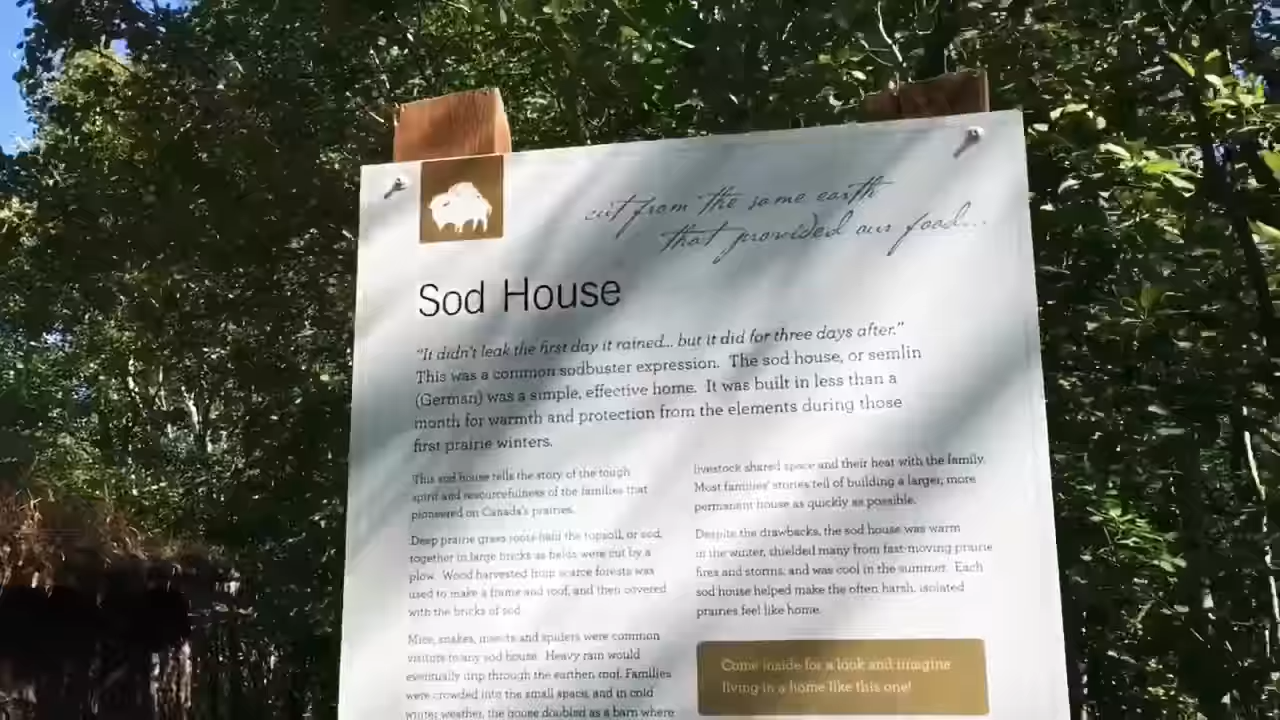 cut from the same earth
that provided our food...
Sod House
"It didn't leak the first day it rained... but it did for three days after."
This was a common sodbuster expression. The sod house, or semlin
(German) was a simple, effective home. It was built in less than a
month for warmth and protection from the elements during those
first prairie winters.
This sod house tells the story of the tough
spirit and resourcefulness of the families that
pioneered on Canada's prairies.
Deep prairie grass roots held the topsoil, or sod,
together in large bricks as fields were cut by a
plow. Wood harvested from scarce forests was
used to make a frame and roof, and then covered
with the bricks of sod.
Mice, snakes, insects and spiders were common
visitors to any sod house. Heavy rain would
eventually drip through the earthen roof. Families
were crowded into the small spaces, and in cold
winter weather, the house doubled as a barn where
livestock shared space and their heat with the family.
Most families' stories tell of building a larger, more
permanent house as quickly as possible.
Despite the drawbacks, the sod house was warm
in the winter, shielded many from fast-moving prairie
fires and storms, and was cool in the summer. Each
sod house helped make the often harsh, isolated
prairies feel like home.
Come inside for a look and imagine
living in a home like this one!